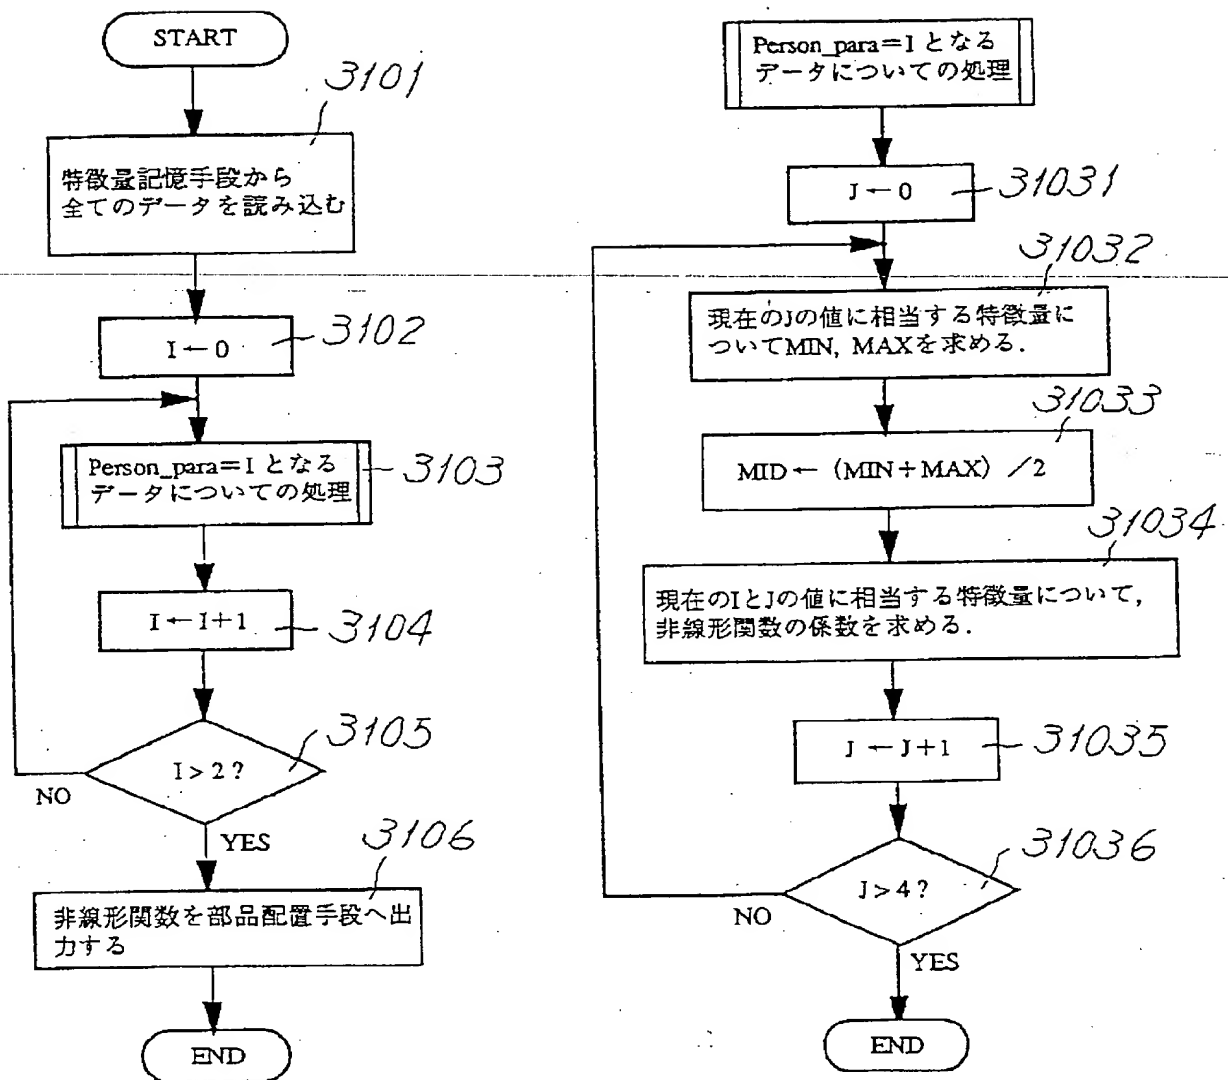 START
3101
特徴量記憶手段から
全てのデータを読み込む
I←0
3102
Person_para=I となる
データについての処理
3103
I←I+1
3104
3105
I>2?
NO
YES
3106
非線形関数を部品配置手段へ出
力する
END
Person_para=I となる
データについての処理
J←0
31031
31032
現在のJの値に相当する特徴量に
ついてMIN, MAXを求める.
31033
MID←(MIN+MAX)/2
31034
現在のIとJの値に相当する特徴量について,
非線形関数の係数を求める.
J←J+1
31035
31036
J>4?
NO
YES
END